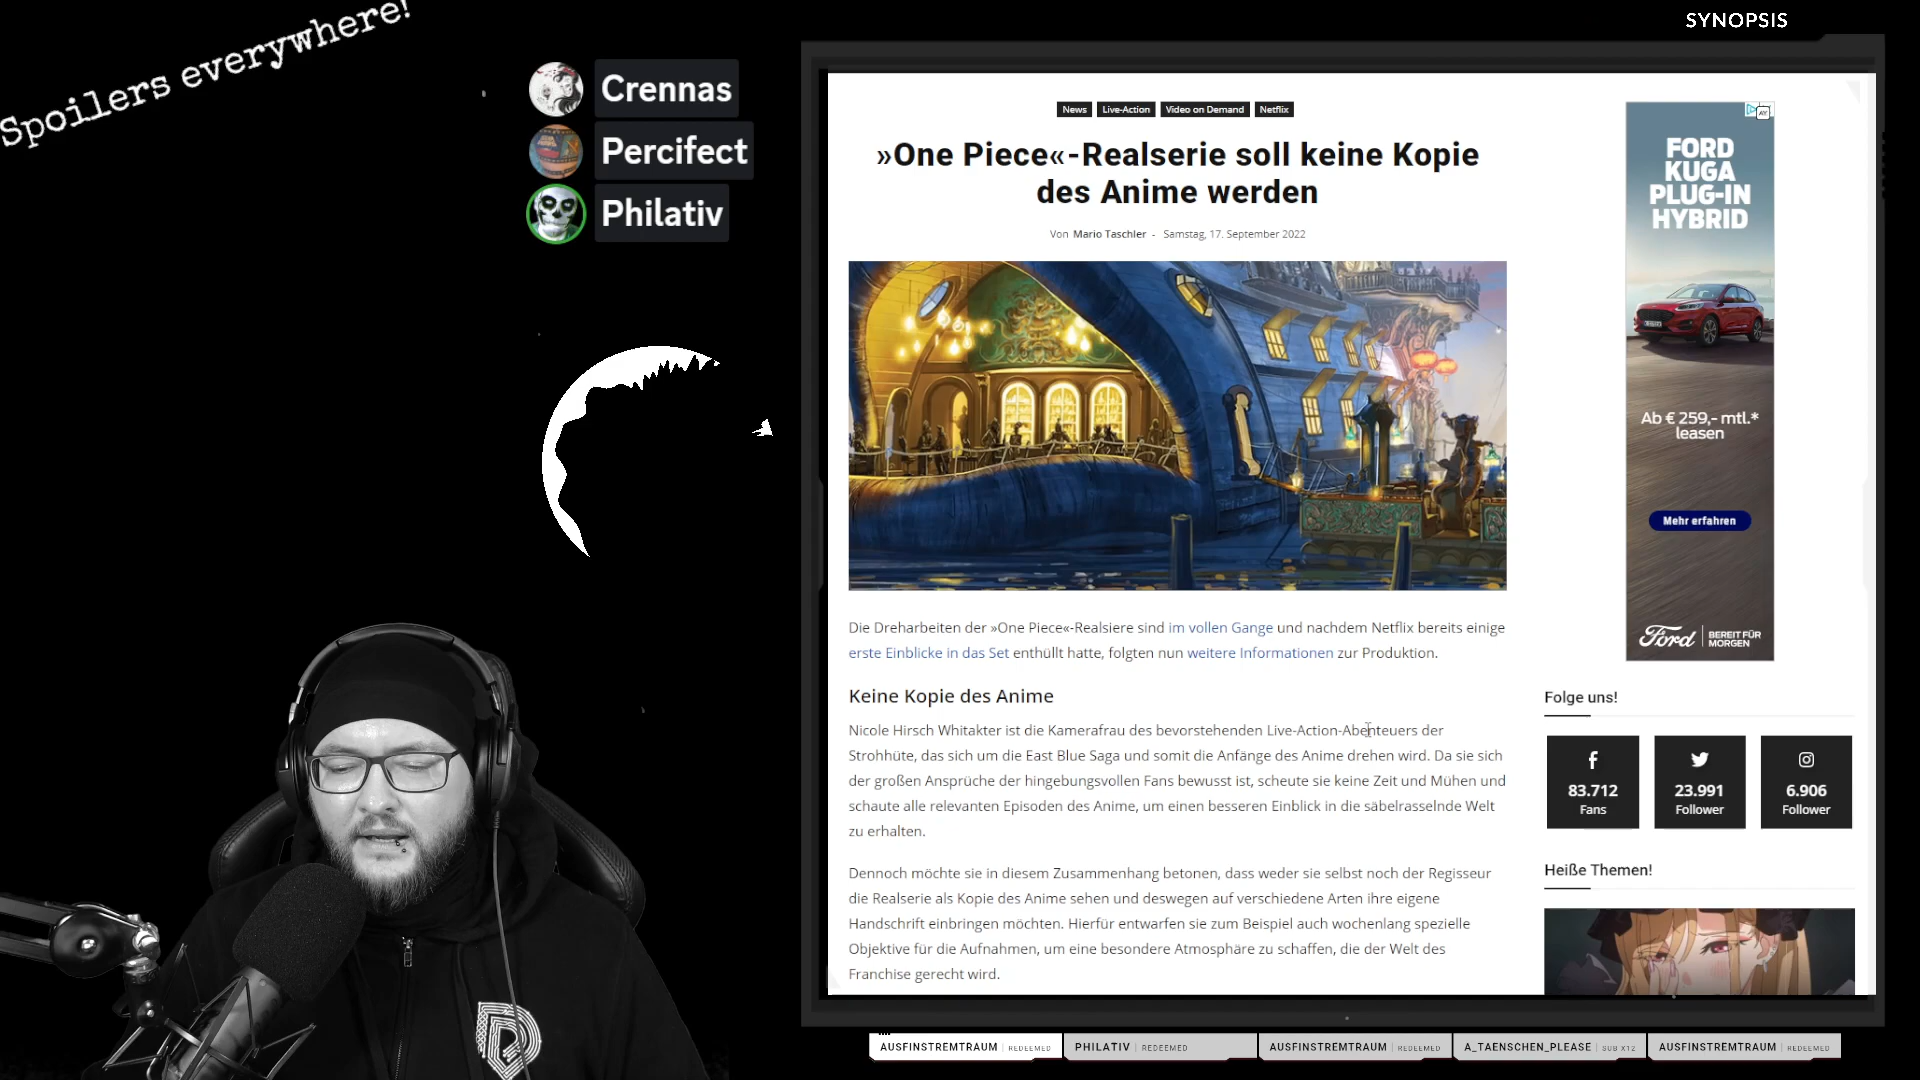 Spoilers everywhere!
SYNOPSIS
Crennas
Percifect
Philativ
News
Live-Action
Video on Demand
Netflix
»One Piece«-Realserie soll keine Kopie
des Anime werden
Von Mario Taschler - Samstag, 17. September 2022
Die Dreharbeiten der »One Piece«-Realsiere sind im vollen Gange und nachdem Netflix bereits einige
erste Einblicke in das Set enthüllt hatte, folgten nun weitere Informationen zur Produktion.
Keine Kopie des Anime
Nicole Hirsch Whitakter ist die Kamerafrau des bevorstehenden Live-Action-Abenteuers der
Strohhüte, das sich um die East Blue Saga und somit die Anfänge des Anime drehen wird. Da sie sich
der großen Ansprüche der hingebungsvollen Fans bewusst ist, scheute sie keine Zeit und Mühen und
schaute alle relevanten Episoden des Anime, um einen besseren Einblick in die säbelrasselnde Welt
zu erhalten.
Dennoch möchte sie in diesem Zusammenhang betonen, dass weder sie selbst noch der Regisseur
die Realserie als Kopie des Anime sehen und deswegen auf verschiedene Arten ihre eigene
Handschrift einbringen möchten. Hierfür entwarfen sie zum Beispiel auch wochenlang spezielle
Objektive für die Aufnahmen, um eine besondere Atmosphäre zu schaffen, die der Welt des
Franchise gerecht wird.
FORD
KUGA
PLUG-IN
HYBRID
Ab € 259,- mtl.*
leasen
Mehr erfahren
Ford
BEREIT FÜR
MORGEN
Folge uns!
83.712
Fans
23.991
Follower
6.906
Follower
Heiße Themen!
AUSFINSTREMTRAUM | REDEEMED
PHILATIV | REDEEMED
AUSFINSTREMTRAUM | REDEEMED
A_TAENSCHEN_PLEASE | SUB X12
AUSFINSTREMTRAUM | REDEEMED